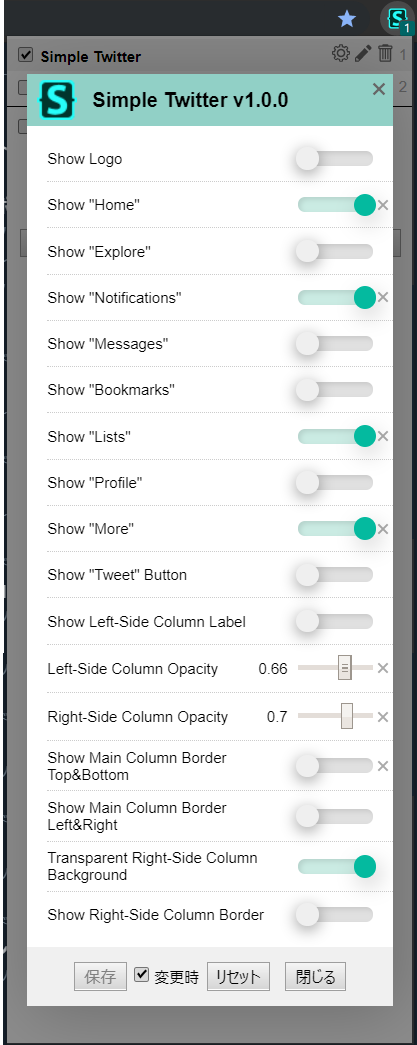 1
Simple Twitter
1
2
Simple Twitter v1.0.0
Show Logo
Show "Home"
Show "Explore"
Show "Notifications"
Show "Messages"
Show "Bookmarks"
Show "Lists"
Show "Profile"
Show "More"
Show "Tweet" Button
Show Left-Side Column Label
Left-Side Column Opacity 0.66
Right-Side Column Opacity 0.7
Show Main Column Border
Top&Bottom
Show Main Column Border
Left&Right
Transparent Right-Side Column
Background
Show Right-Side Column Border
保存 変更時 リセット 閉じる